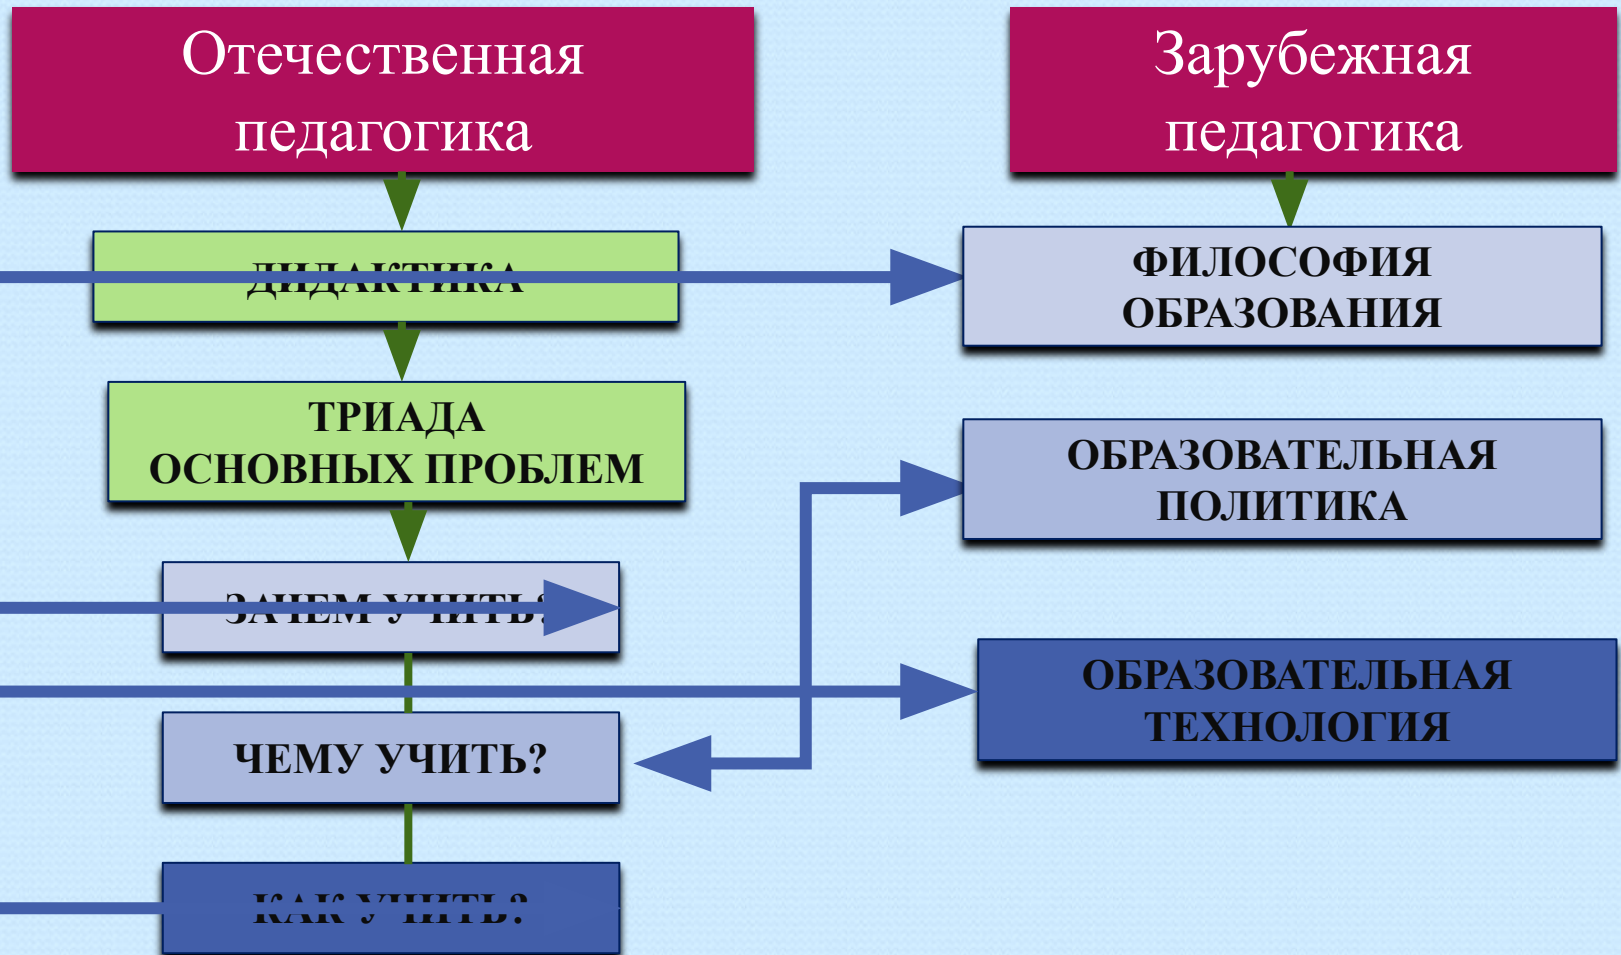 Отечественная
педагогика
Зарубежная
педагогика
ДИДАКТИКА
ТРИАДА
ОСНОВНЫХ ПРОБЛЕМ
ЗАЧЕМ УЧИТЬ?
ЧЕМУ УЧИТЬ?
КАК УЧИТЬ?
ФИЛОСОФИЯ
ОБРАЗОВАНИЯ
ОБРАЗОВАТЕЛЬНАЯ
ПОЛИТИКА
ОБРАЗОВАТЕЛЬНАЯ
ТЕХНОЛОГИЯ